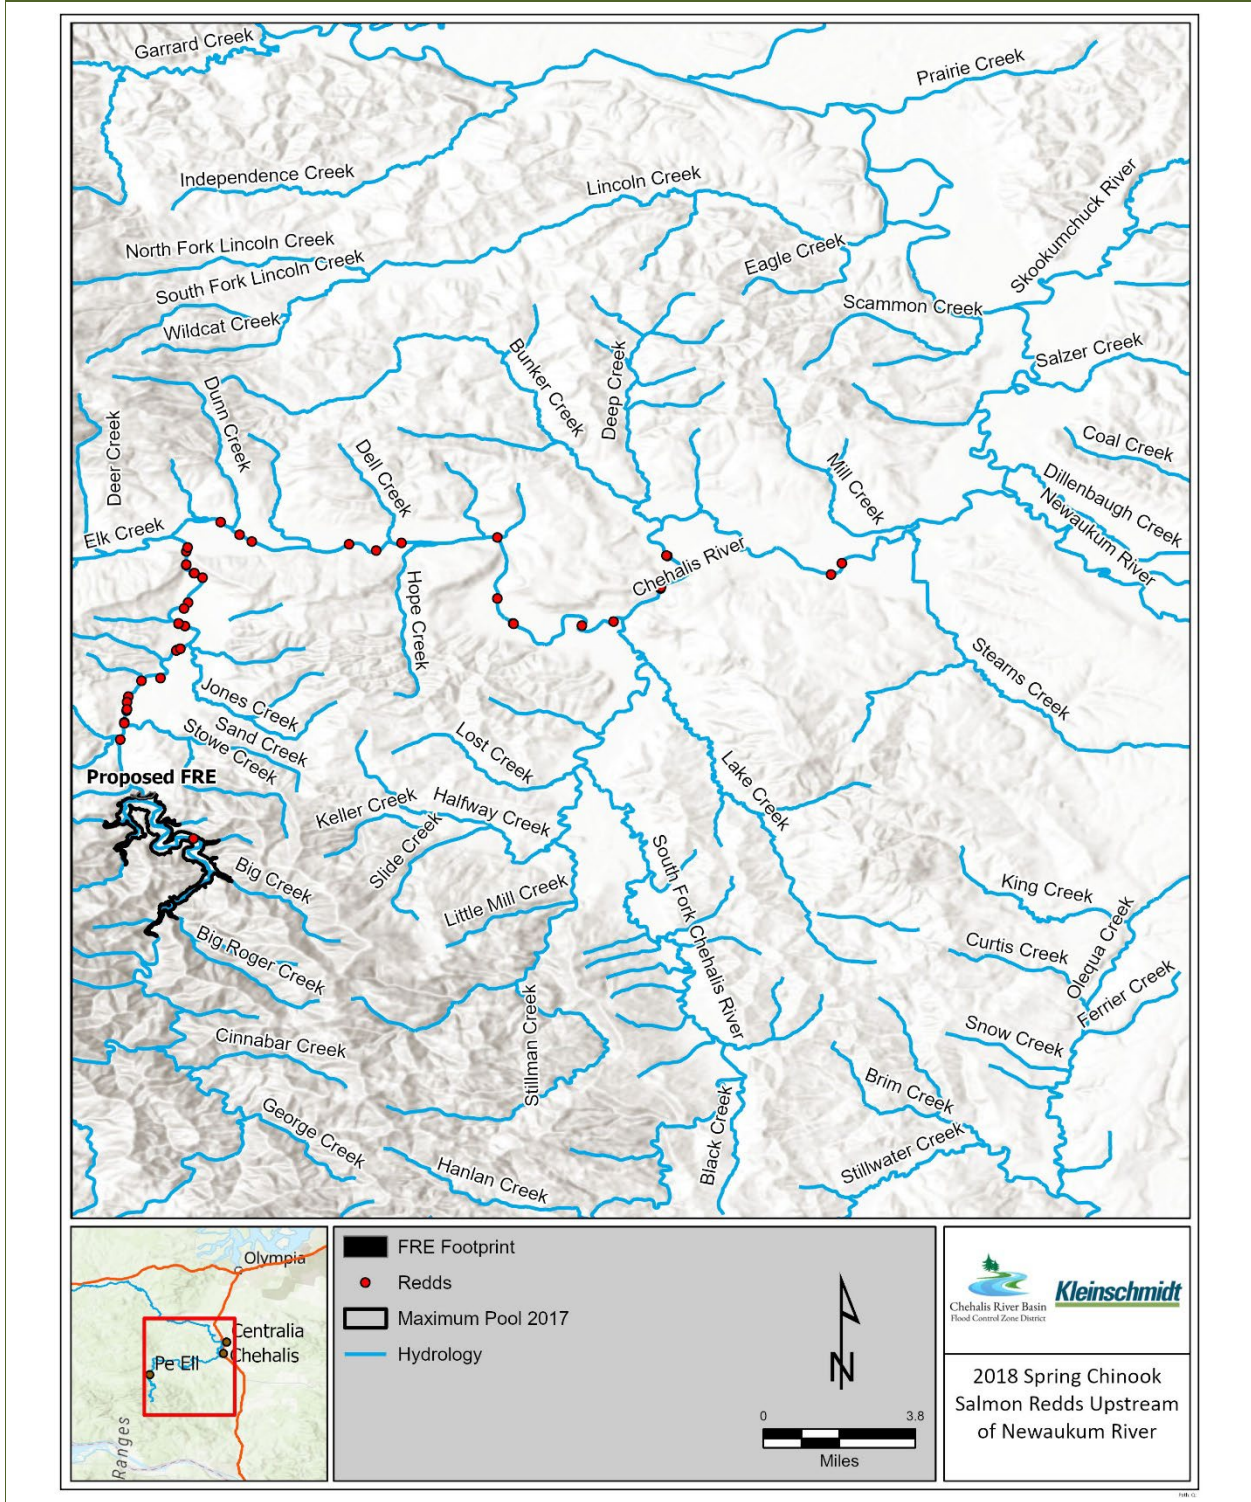 Garrard Creek
Prairie Creek
Independence Creek
Lincoln Creek
Skookumchuck River
North Fork Lincoln Creek
South Fork Lincoln Creek
Eagle Creek
Wildcat Creek
Scammon Creek
Salzer Creek
Bunker Creek
Deep Creek
Dunn Creek
Deer Creek
Dell Creek
Coal Creek
Mill Creek
Dillenbaugh Creek
Newaukum River
Elk Creek
Chehalis River
Hope Creek
Stearns Creek
Jones Creek
Sand Creek
Stowe Creek
Lost Creek
Lake Creek
Proposed FRE
Keller Creek
Halfway Creek
Slide Creek
South Fork Chehalis River
Big Creek
Little Mill Creek
King Creek
Big Roger Creek
Curtis Creek
Olequa Creek
Ferrier Creek
Stillman Creek
Snow Creek
Cinnabar Creek
Brim Creek
George Creek
Black Creek
Stillwater Creek
Hanlan Creek
Olympia
Centralia
Chehalis
Pe Ell
Ranges
FRE Footprint
Redds
Maximum Pool 2017
Hydrology
N
0 3.8
Miles
Chehalis River Basin
Flood Control Zone District
Kleinschmidt
2018 Spring Chinook
Salmon Redds Upstream
of Newaukum River